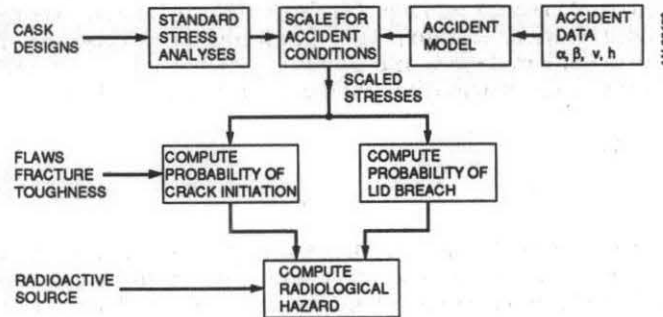 CASK
DESIGNS
STANDARD
STRESS
ANALYSES
SCALE FOR
ACCIDENT
CONDITIONS
ACCIDENT
MODEL
ACCIDENT
DATA
α, β, v, h
SCALED
STRESSES
FLAWS
FRACTURE
TOUGHNESS
COMPUTE
PROBABILITY OF
CRACK INITIATION
COMPUTE
PROBABILITY OF
LID BREACH
RADIOACTIVE
SOURCE
COMPUTE
RADIOLOGICAL
HAZARD